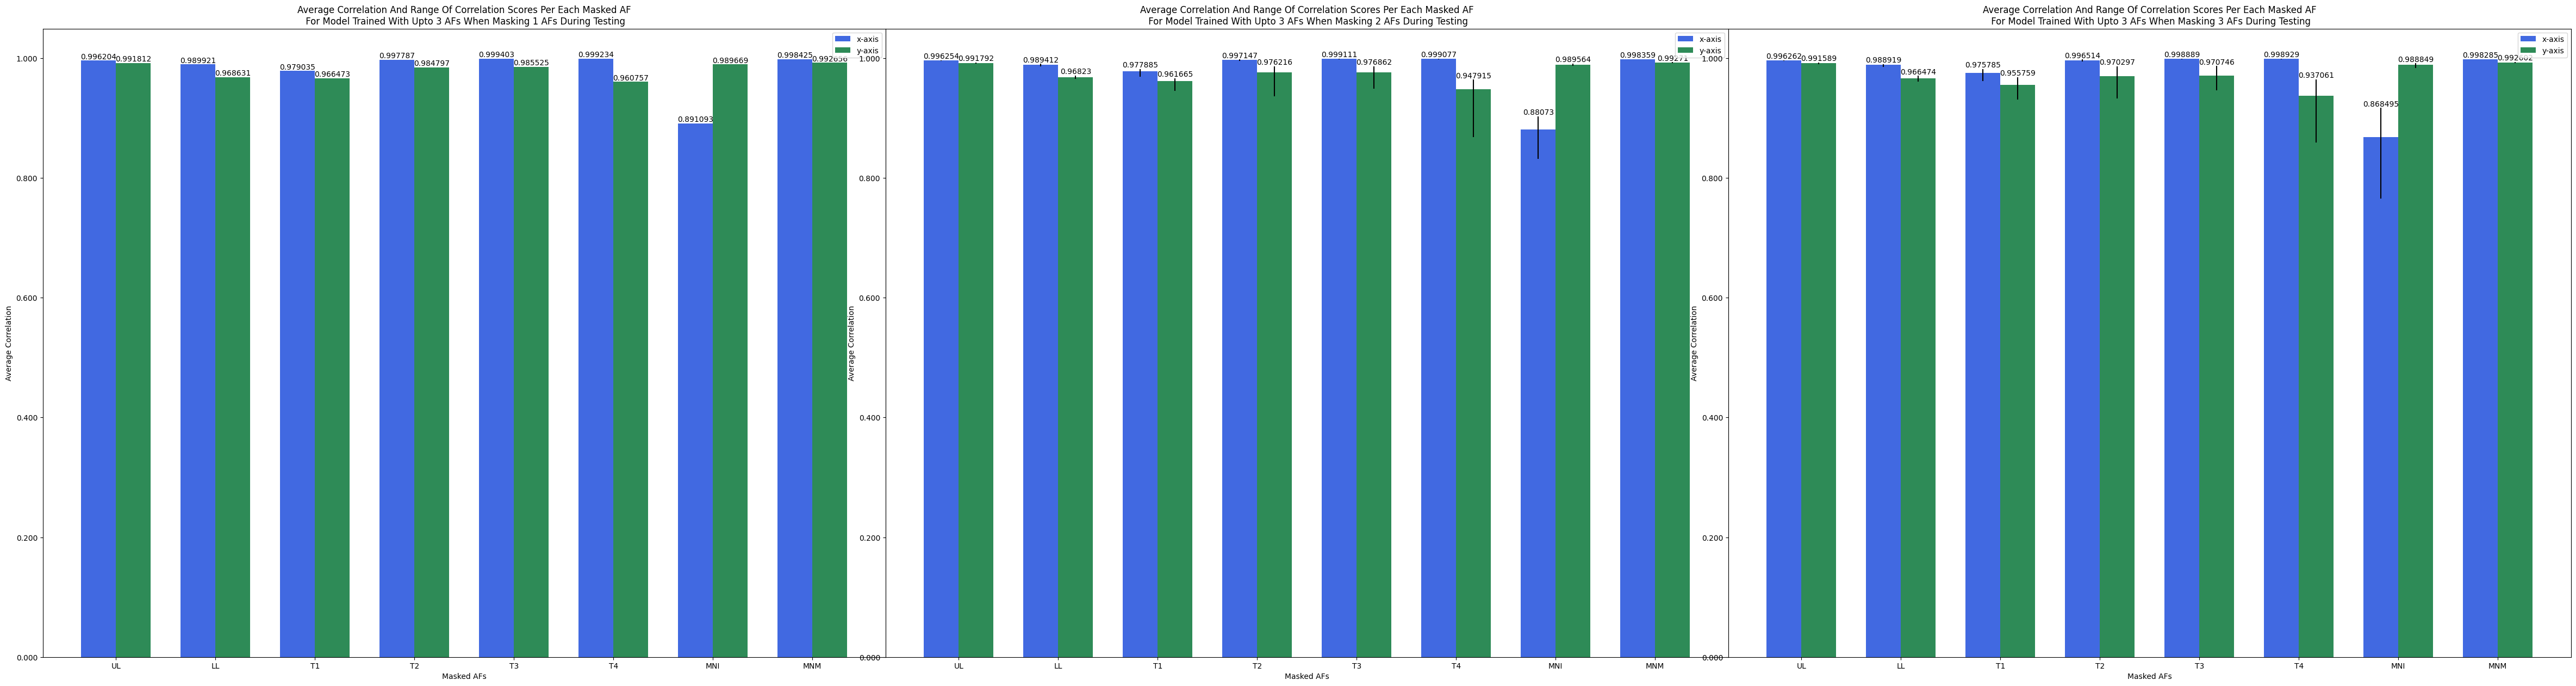 Average Correlation And Range Of Correlation Scores Per Each Masked AF
For Model Trained With Upto 3 AFs When Masking 1 AFs During Testing
x-axis
y-axis
1.000
0.800
0.600
0.400
0.200
0.000
Average Correlation
0.996204
0.991812
0.989921
0.968631
0.979035
0.966473
0.997787
0.984797
0.999403
0.985525
0.999234
0.960757
0.891093
0.989669
0.998425
UL
LL
T1
T2
T3
T4
MNI
MNM
Masked AFs
Average Correlation And Range Of Correlation Scores Per Each Masked AF
For Model Trained With Upto 3 AFs When Masking 2 AFs During Testing
x-axis
y-axis
1.000
0.800
0.600
0.400
0.200
0.000
Average Correlation
0.996254
0.991792
0.989412
0.96823
0.977885
0.961665
0.997147
0.976216
0.999111
0.976862
0.999077
0.947915
0.88073
0.989564
0.998359
0.99271
UL
LL
T1
T2
T3
T4
MNI
MNM
Masked AFs
Average Correlation And Range Of Correlation Scores Per Each Masked AF
For Model Trained With Upto 3 AFs When Masking 3 AFs During Testing
x-axis
y-axis
1.000
0.800
0.600
0.400
0.200
0.000
Average Correlation
0.996262
0.991589
0.988919
0.966474
0.975785
0.955759
0.996514
0.970297
0.998889
0.970746
0.998929
0.937061
0.868495
0.988849
0.998285
UL
LL
T1
T2
T3
T4
MNI
MNM
Masked AFs